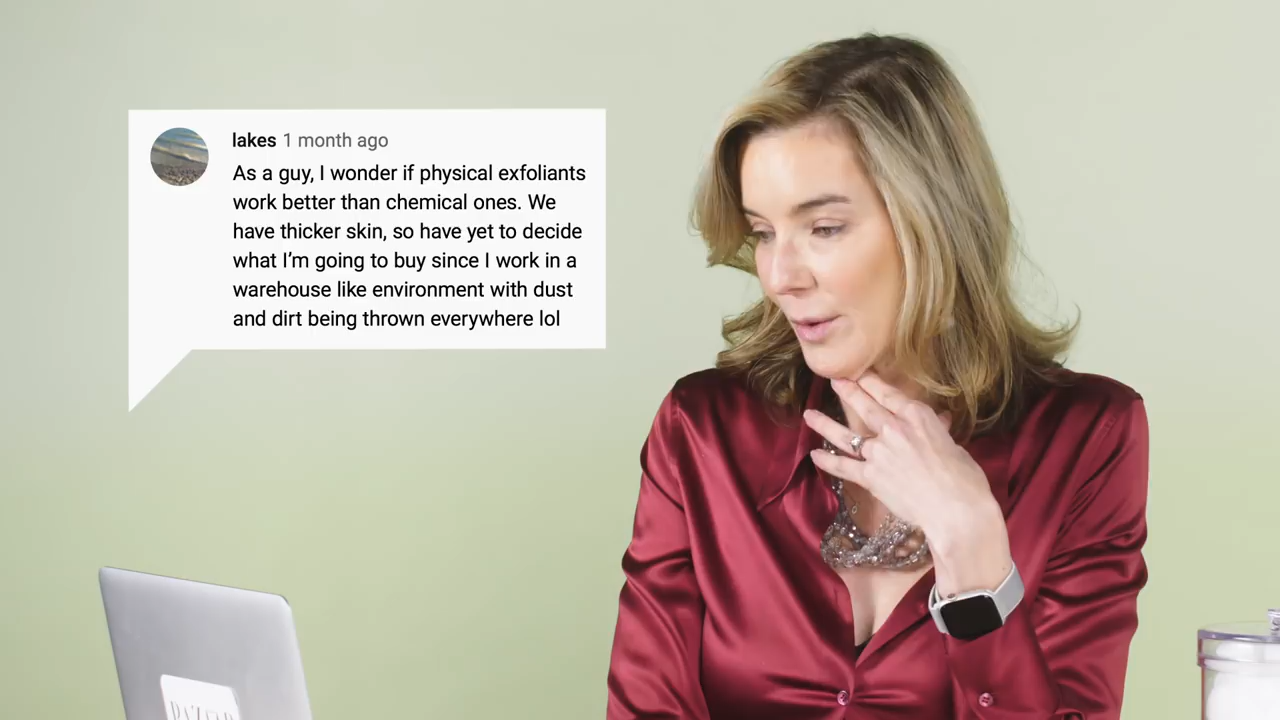 lakes 1 month ago
As a guy, I wonder if physical exfoliants
work better than chemical ones. We
have thicker skin, so have yet to decide
what I’m going to buy since I work in a
warehouse like environment with dust
and dirt being thrown everywhere lol